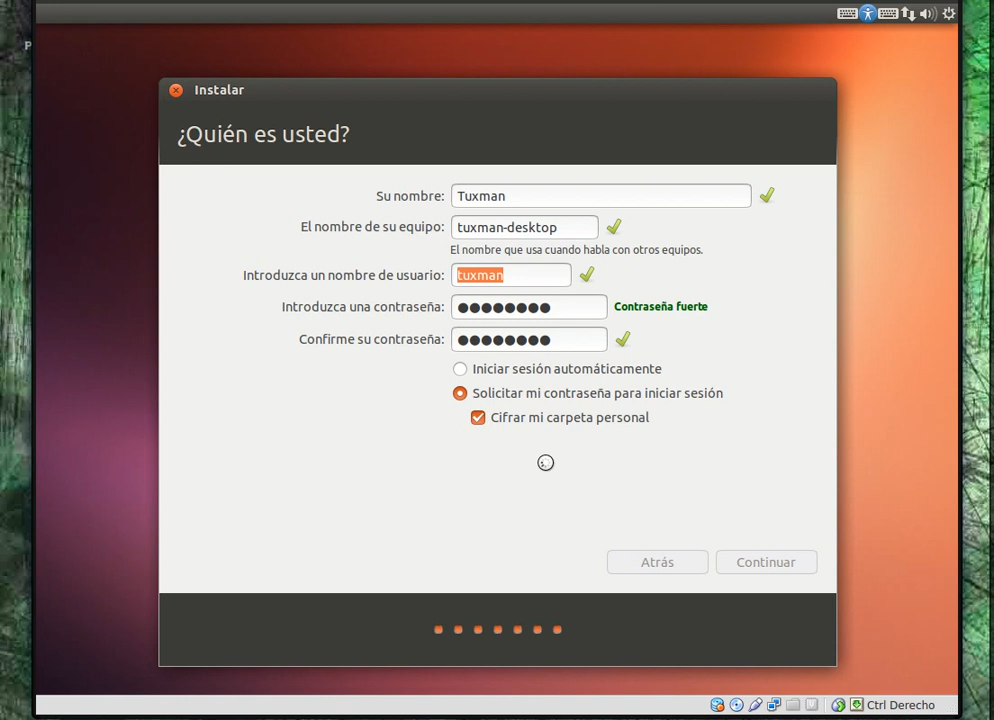 P
Instalar
¿Quién es usted?
Su nombre: Tuxman
El nombre de su equipo: tuxman-desktop
El nombre que usa cuando habla con otros equipos.
Introduzca un nombre de usuario: tuxman
Introduzca una contraseña: Contraseña fuerte
Confirme su contraseña:
Iniciar sesión automáticamente
Solicitar mi contraseña para iniciar sesión
Cifrar mi carpeta personal
Atrás Continuar
Ctrl Derecho